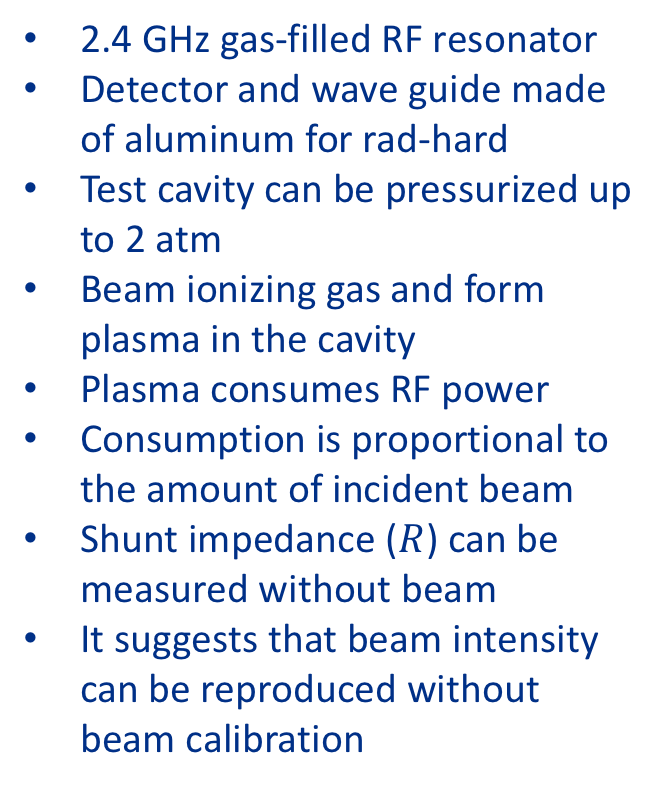 • 2.4 GHz gas-filled RF resonator
• Detector and wave guide made
of aluminum for rad-hard
• Test cavity can be pressurized up
to 2 atm
• Beam ionizing gas and form
plasma in the cavity
• Plasma consumes RF power
• Consumption is proportional to
the amount of incident beam
• Shunt impedance (R) can be
measured without beam
• It suggests that beam intensity
can be reproduced without
beam calibration